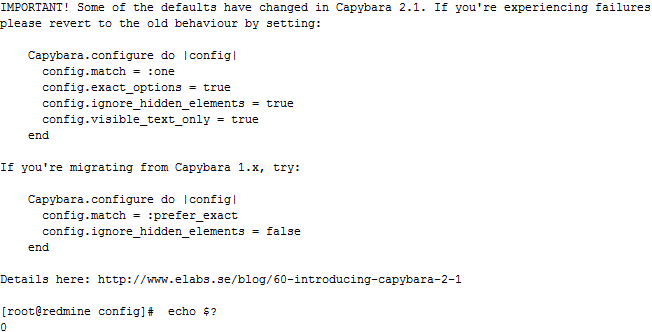 IMPORTANT! Some of the defaults have changed in Capybara 2.1. If you're experiencing failures
please revert to the old behaviour by setting:
Capybara.configure do |config|
config.match = :one
config.exact_options = true
config.ignore_hidden_elements = true
config.visible_text_only = true
end
If you're migrating from Capybara 1.x, try:
Capybara.configure do |config|
config.match = :prefer_exact
config.ignore_hidden_elements = false
end
Details here: http://www.elabs.se/blog/60-introducing-capybara-2-1
[root@redmine config]#  echo $?
0